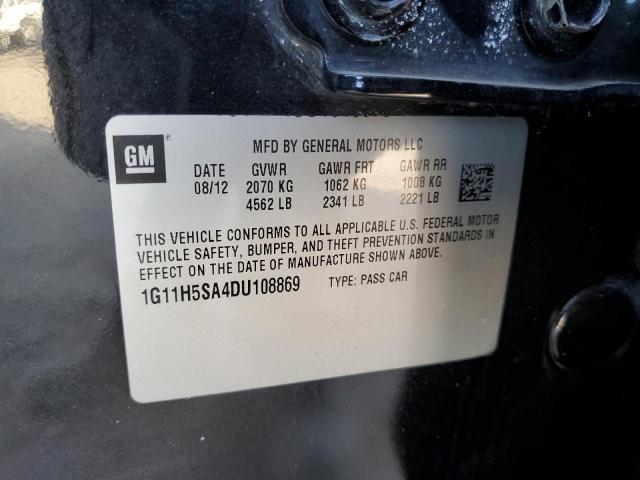 GM
MFD BY GENERAL MOTORS LLC
DATE GVWR GAWR FRT GAWR RR
08/12 2070 KG 1062 KG 1008 KG
4562 LB 2341 LB 2221 LB
THIS VEHICLE CONFORMS TO ALL APPLICABLE U.S. FEDERAL MOTOR
VEHICLE SAFETY, BUMPER, AND THEFT PREVENTION STANDARDS IN
EFFECT ON THE DATE OF MANUFACTURE SHOWN ABOVE.
1G11H5SA4DU108869 TYPE: PASS CAR